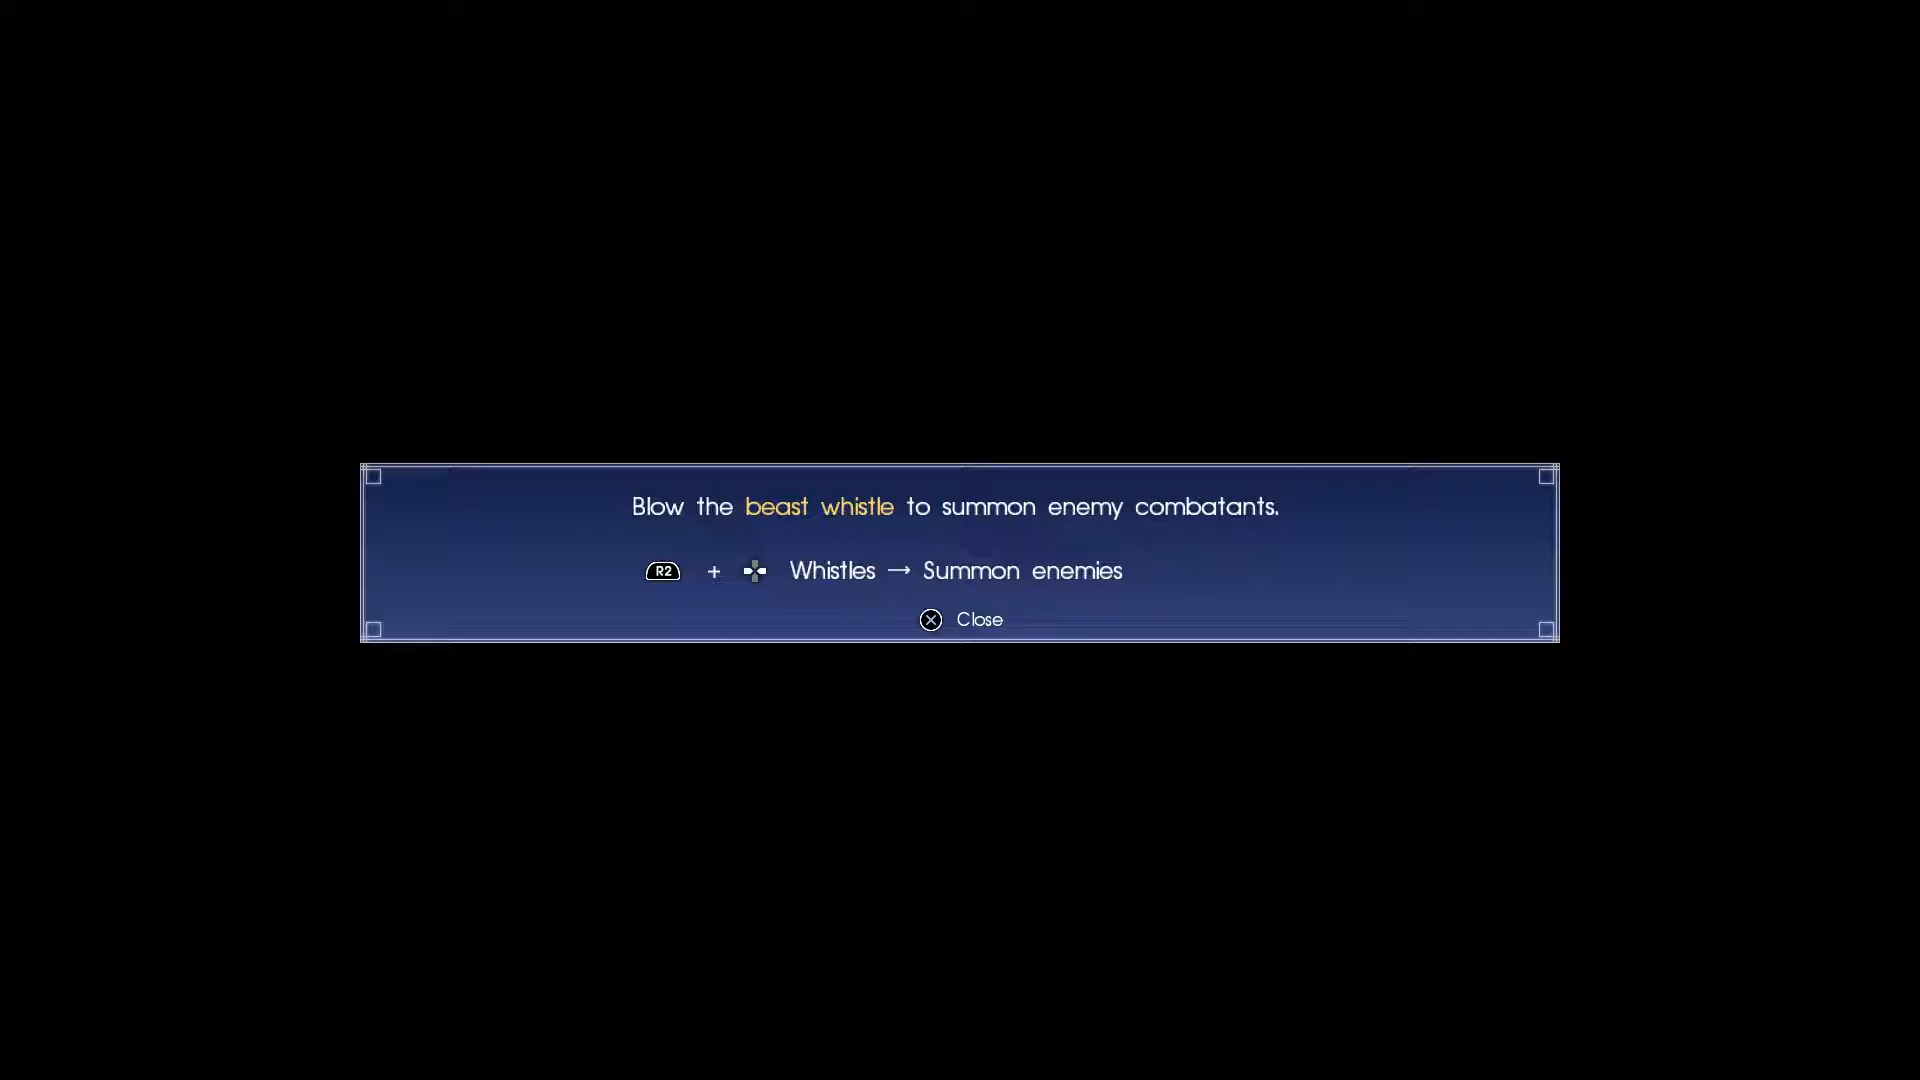 Blow the beast whistle to summon enemy combatants.
R2 + Whistles → Summon enemies
Close